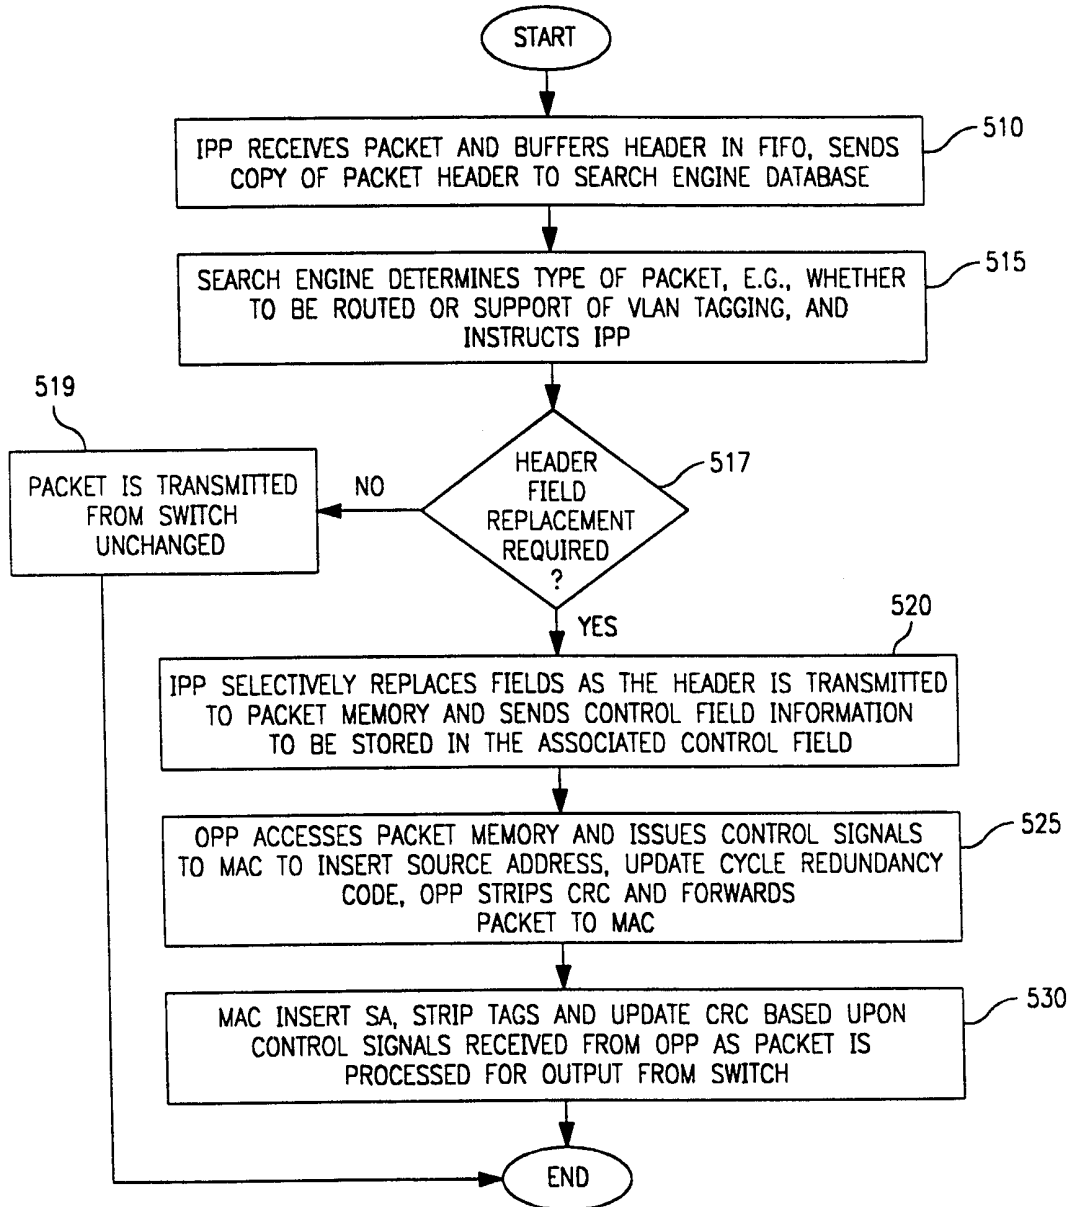 START
IPP RECEIVES PACKET AND BUFFERS HEADER IN FIFO, SENDS
COPY OF PACKET HEADER TO SEARCH ENGINE DATABASE
510
SEARCH ENGINE DETERMINES TYPE OF PACKET, E.G., WHETHER
TO BE ROUTED OR SUPPORT OF VLAN TAGGING, AND
INSTRUCTS IPP
515
519
PACKET IS TRANSMITTED
FROM SWITCH
UNCHANGED
NO
HEADER
FIELD
REPLACEMENT
REQUIRED
?
517
YES
520
IPP SELECTIVELY REPLACES FIELDS AS THE HEADER IS TRANSMITTED
TO PACKET MEMORY AND SENDS CONTROL FIELD INFORMATION
TO BE STORED IN THE ASSOCIATED CONTROL FIELD
OPP ACCESSES PACKET MEMORY AND ISSUES CONTROL SIGNALS
TO MAC TO INSERT SOURCE ADDRESS, UPDATE CYCLE REDUNDANCY
CODE, OPP STRIPS CRC AND FORWARDS
PACKET TO MAC
525
MAC INSERT SA, STRIP TAGS AND UPDATE CRC BASED UPON
CONTROL SIGNALS RECEIVED FROM OPP AS PACKET IS
PROCESSED FOR OUTPUT FROM SWITCH
530
END